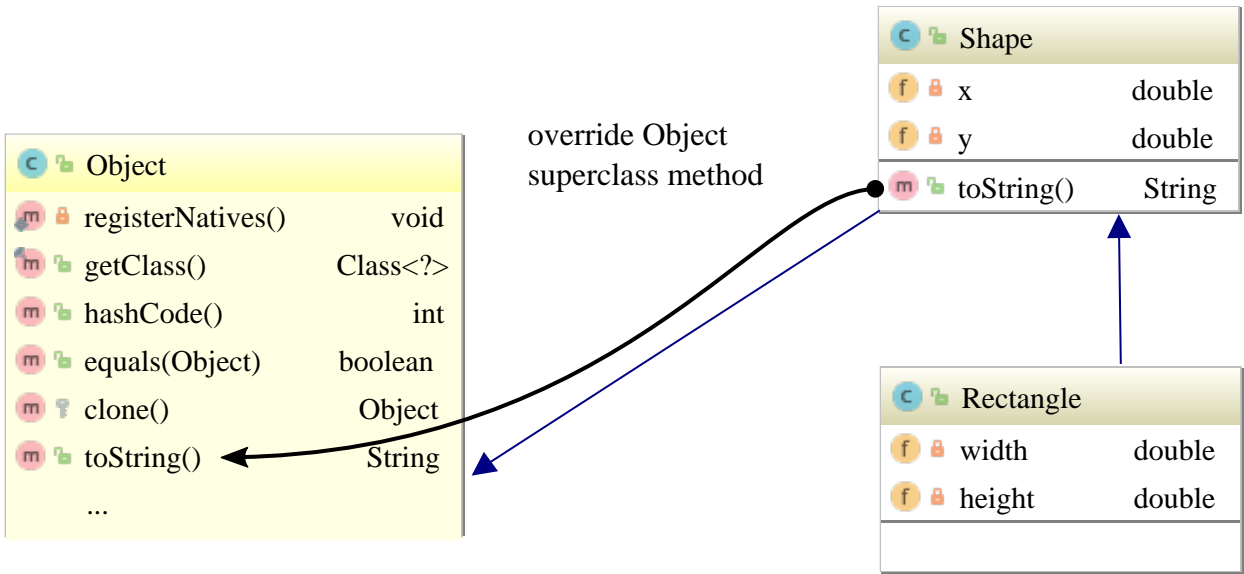 C Object
m registerNatives() void
m getClass() Class<?>
m hashCode() int
m equals(Object) boolean
m clone() Object
m toString() String
...
override Object
superclass method
C Shape
f x double
f y double
m toString() String
C Rectangle
f width double
f height double